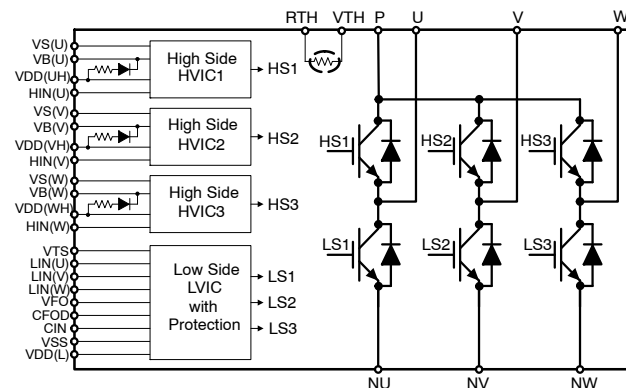 RTH VTH P U V W
VS(U)
VB(U)
VDD(UH)
HIN(U)
High Side
HVIC1
HS1
VS(V)
VB(V)
VDD(VH)
HIN(V)
High Side
HVIC2
HS2
VS(W)
VB(W)
VDD(WH)
HIN(W)
High Side
HVIC3
HS3
VTS
LIN(U)
LIN(V)
LIN(W)
VFO
CFOD
CIN
VSS
VDD(L)
Low Side
LVIC
with
Protection
LS1
LS2
LS3
HS1 HS2 HS3
LS1 LS2 LS3
NU NV NW